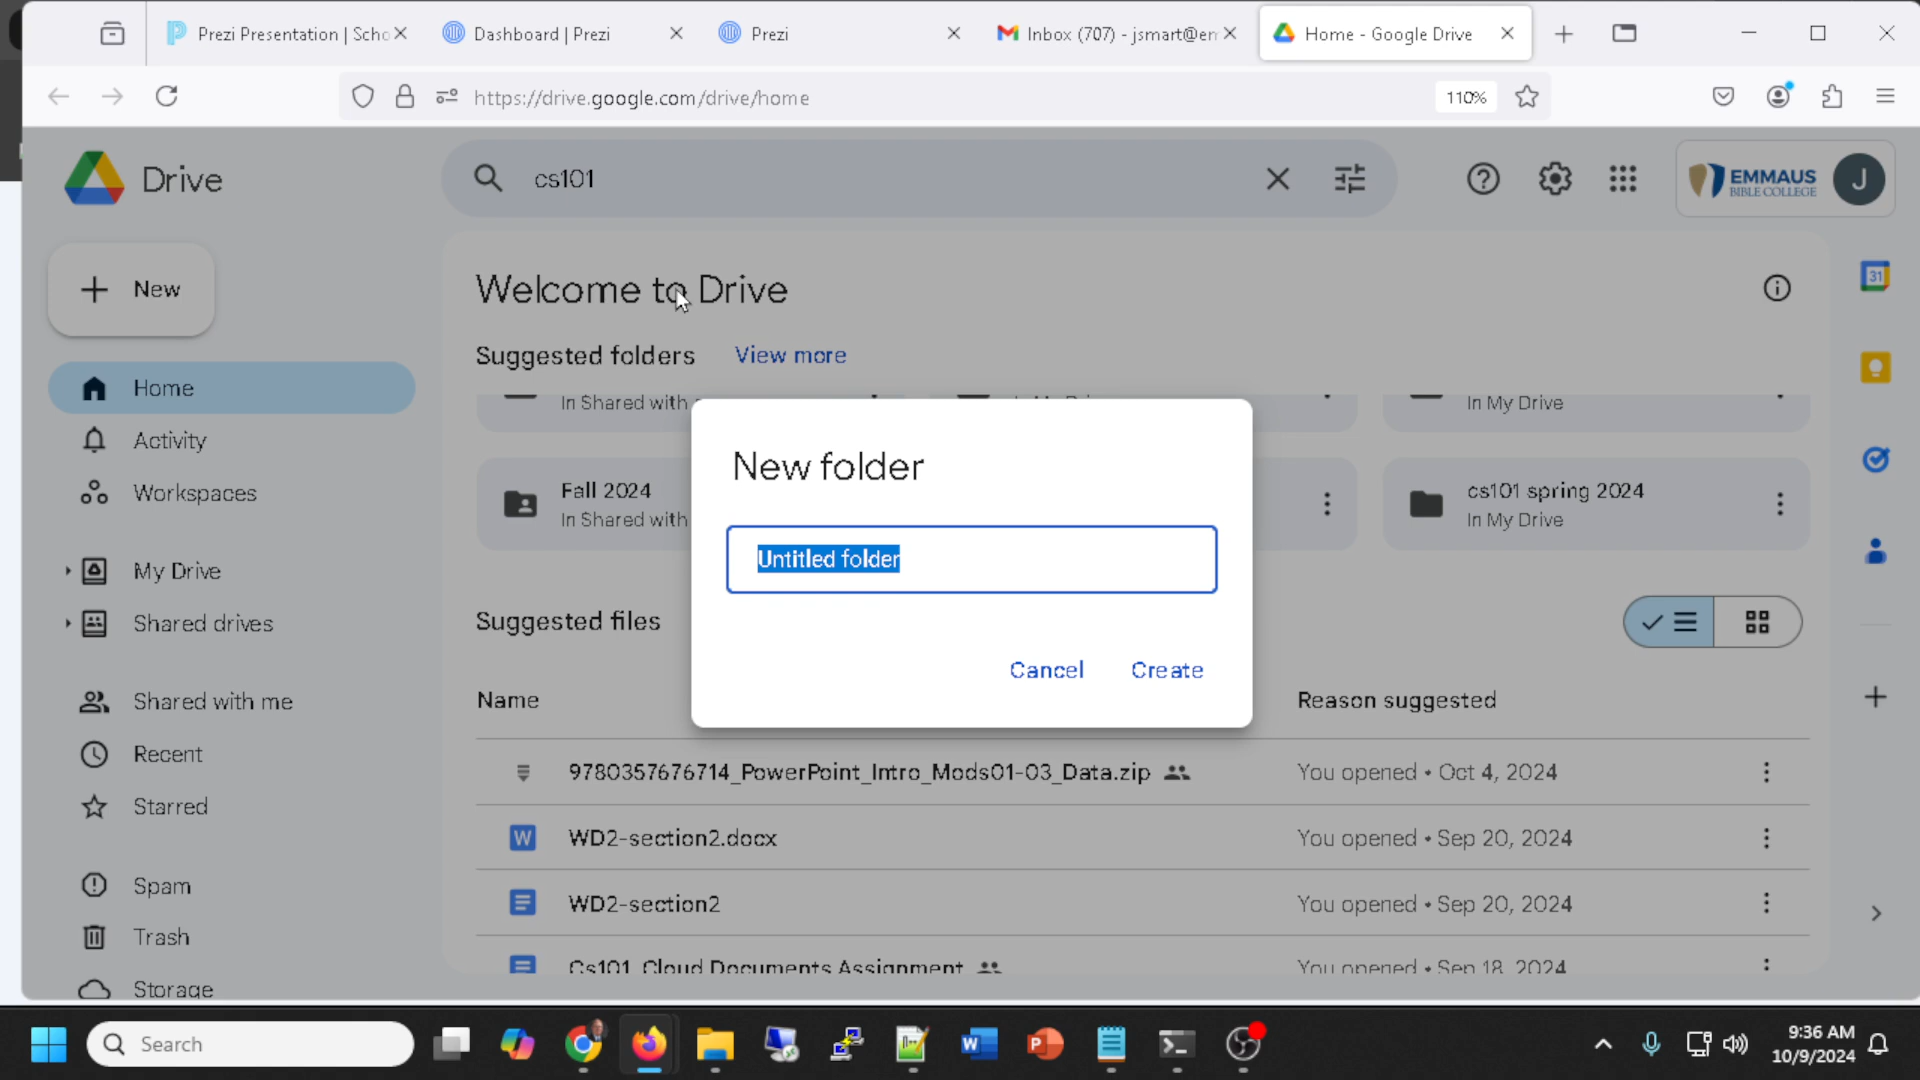 Prezi Presentation | Scho
Dashboard | Prezi
Prezi
Inbox (707) - jsmart@em
Home - Google Drive
https://drive.google.com/drive/home
110%
Drive
cs101
EMMAUS
BIBLE COLLEGE
J
New
Welcome to Drive
31
Suggested folders
View more
Home
In Shared with
In My Drive
Activity
New folder
Workspaces
Fall 2024
In Shared with
cs101 spring 2024
In My Drive
Untitled folder
My Drive
Shared drives
Suggested files
Cancel
Create
Shared with me
Name
Reason suggested
Recent
9780357676714_PowerPoint_Intro_Mods01-03_Data.zip
You opened • Oct 4, 2024
Starred
W
WD2-section2.docx
You opened • Sep 20, 2024
Spam
WD2-section2
You opened • Sep 20, 2024
Trash
Cs101 Cloud Documents Assignment
You opened • Sep 18, 2024
Storage
Search
9:36 AM
10/9/2024